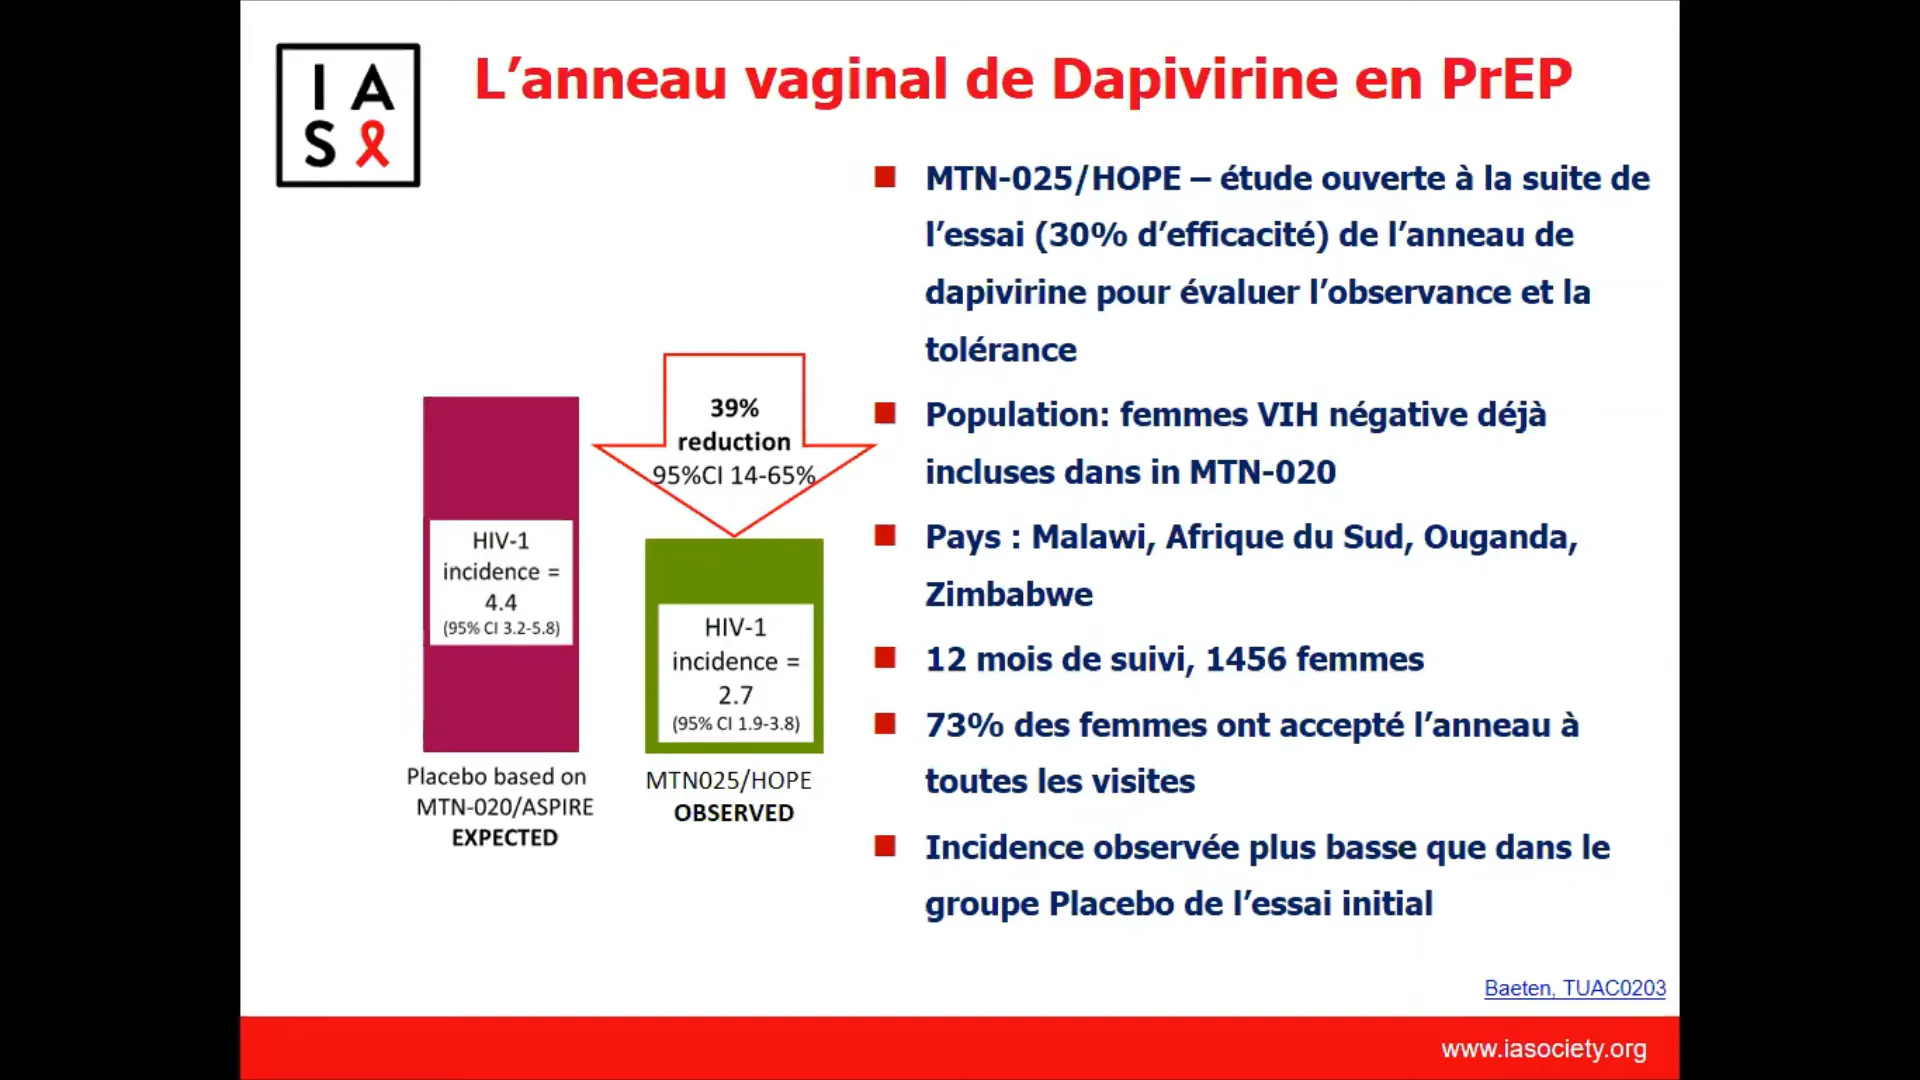 I A
S
L’anneau vaginal de Dapivirine en PrEP
MTN-025/HOPE – étude ouverte à la suite de
l’essai (30% d’efficacité) de l’anneau de
dapivirine pour évaluer l’observance et la
tolérance
Population: femmes VIH négative déjà
incluses dans in MTN-020
Pays : Malawi, Afrique du Sud, Ouganda,
Zimbabwe
12 mois de suivi, 1456 femmes
73% des femmes ont accepté l’anneau à
toutes les visites
Incidence observée plus basse que dans le
groupe Placebo de l’essai initial
39%
reduction
95%CI 14-65%
HIV-1
incidence =
4.4
(95% CI 3.2-5.8)
Placebo based on
MTN-020/ASPIRE
EXPECTED
HIV-1
incidence =
2.7
(95% CI 1.9-3.8)
MTN025/HOPE
OBSERVED
Baeten, TUAC0203
www.iasociety.org